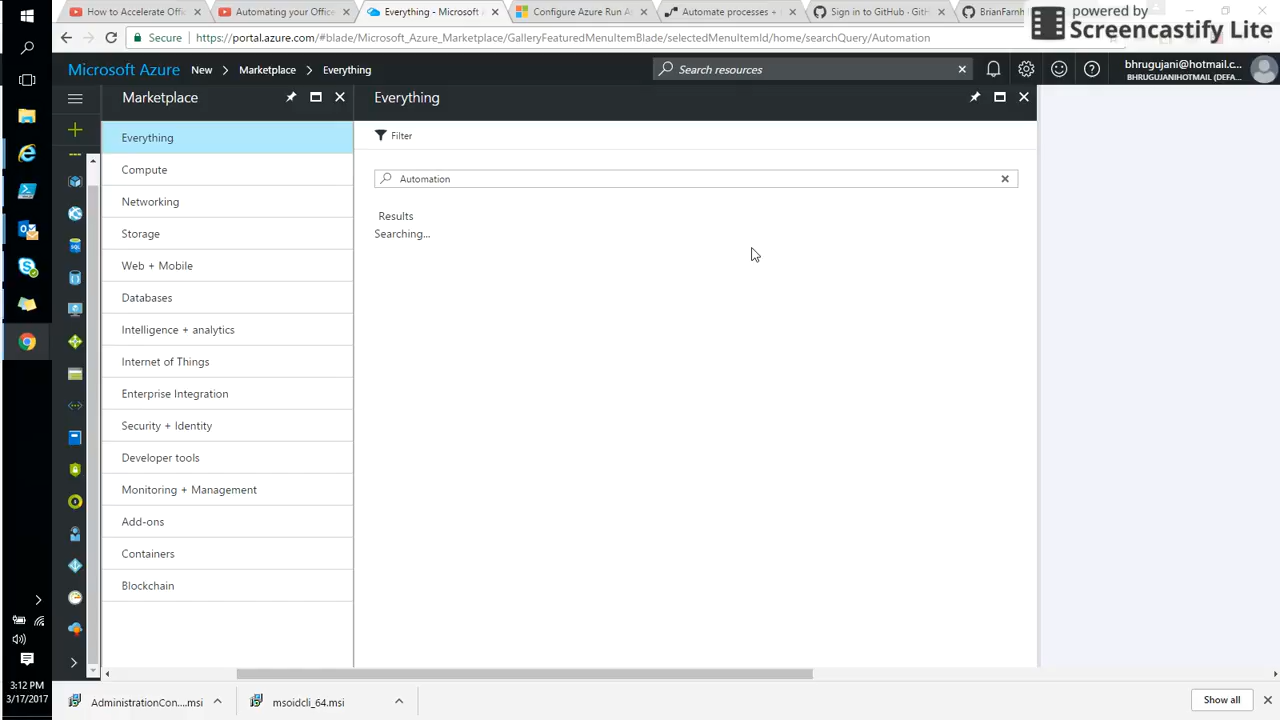 How to Accelerate Offi
Automating your Office
Everything - Microsoft
Configure Azure Run A
Automate processes +
Sign in to GitHub · GitH
BrianFarnh
powered by
Screencastify Lite
Secure
https://portal.azure.com/#blade/Microsoft_Azure_Marketplace/GalleryFeaturedMenuItemBlade/selectedMenuItemId/home/searchQuery/Automation
Microsoft Azure New > Marketplace > Everything
Search resources
bhrugujani@hotmail.c...
BHRUGUJANIHOTMAIL (DEFA...
Marketplace
Everything
Everything
Compute
Networking
Storage
Web + Mobile
Databases
Intelligence + analytics
Internet of Things
Enterprise Integration
Security + Identity
Developer tools
Monitoring + Management
Add-ons
Containers
Blockchain
Filter
Automation
Results
Searching...
3:12 PM
3/17/2017
AdministrationCon....msi
msoidcli_64.msi
Show all